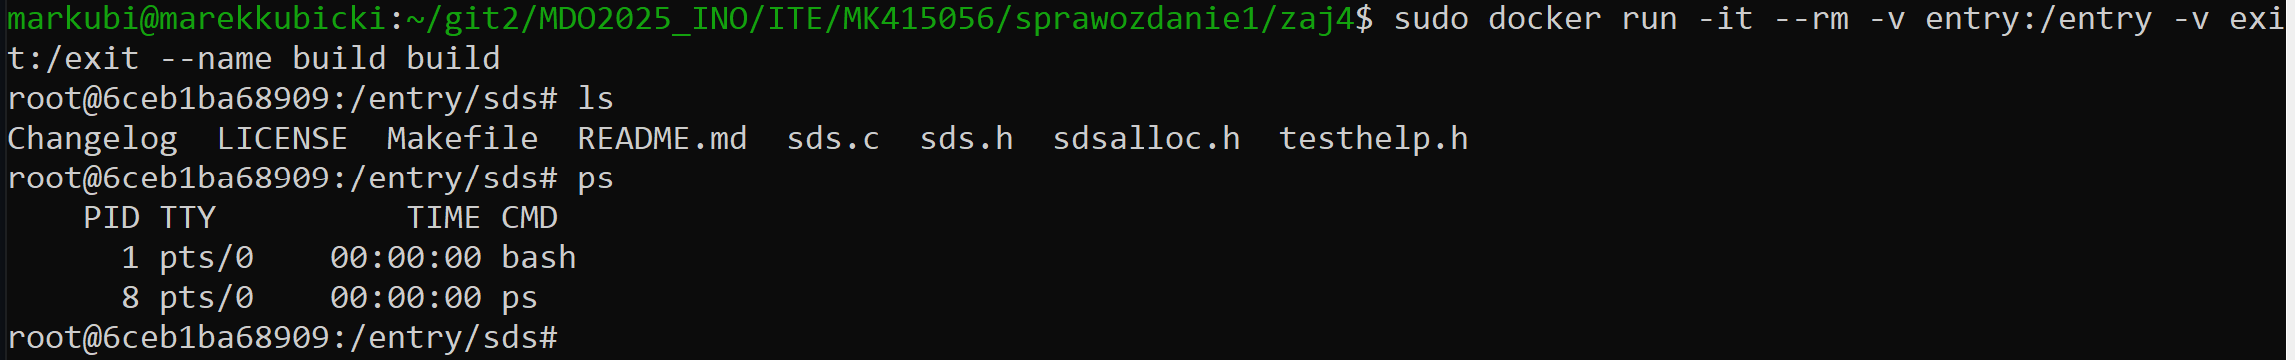 markubi@marekkubicki:~/git2/MDO2025_INO/ITE/MK415056/sprawozdanie1/zaj4$ sudo docker run -it --rm -v entry:/entry -v exi
t:/exit --name build build
root@6ceb1ba68909:/entry/sds# ls
Changelog  LICENSE  Makefile  README.md  sds.c  sds.h  sdsalloc.h  testhelp.h
root@6ceb1ba68909:/entry/sds# ps
    PID TTY          TIME CMD
      1 pts/0    00:00:00 bash
      8 pts/0    00:00:00 ps
root@6ceb1ba68909:/entry/sds#